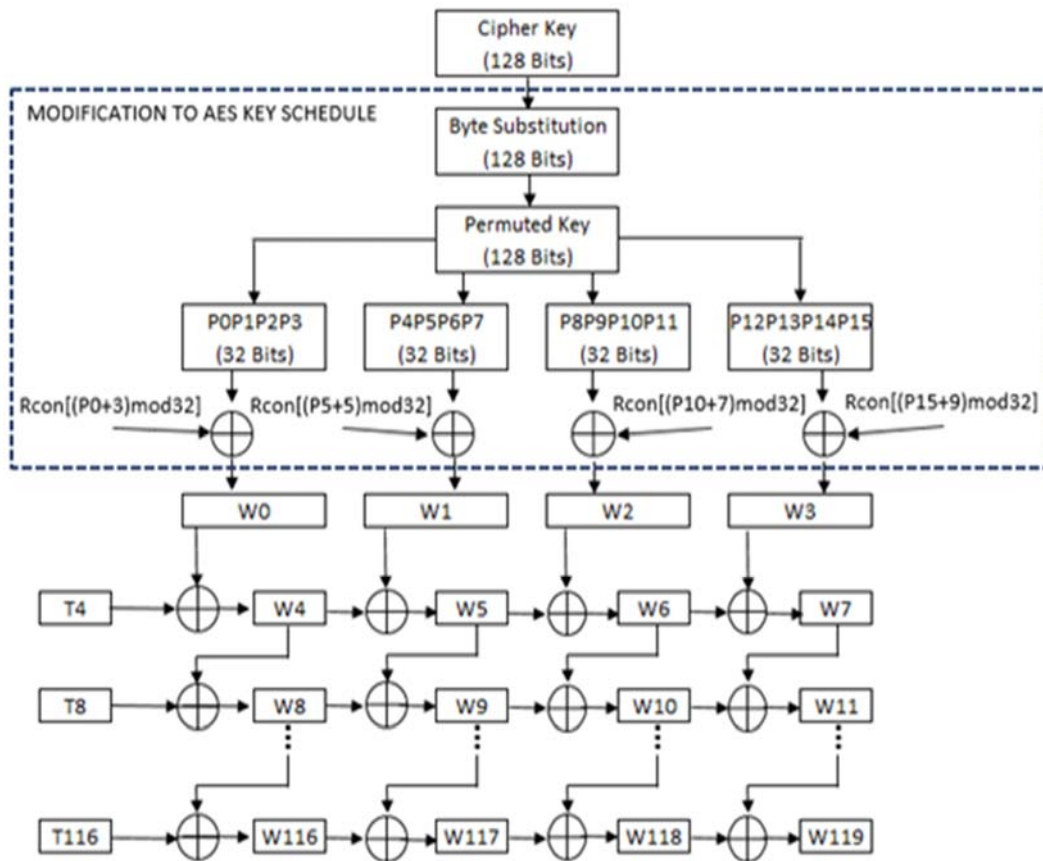 Cipher Key
(128 Bits)
MODIFICATION TO AES KEY SCHEDULE
Byte Substitution
(128 Bits)
Permuted Key
(128 Bits)
P0P1P2P3
(32 Bits)
P4P5P6P7
(32 Bits)
P8P9P10P11
(32 Bits)
P12P13P14P15
(32 Bits)
Rcon[(P0+3)mod32]
Rcon[(P5+5)mod32]
Rcon[(P10+7)mod32]
Rcon[(P15+9)mod32]
W0
W1
W2
W3
T4
W4
W5
W6
W7
T8
W8
W9
W10
W11
T116
W116
W117
W118
W119